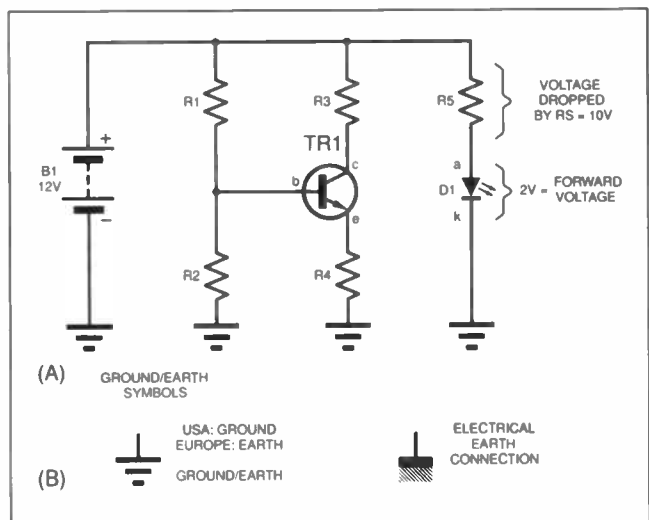 R1
R3
R5
VOLTAGE
DROPPED
BY RS = 10V
TR1
B1
12V
+
−
b
c
e
a
D1
k
2V = FORWARD
VOLTAGE
R2
R4
(A)
GROUND/EARTH
SYMBOLS
USA: GROUND
EUROPE: EARTH
GROUND/EARTH
(B)
ELECTRICAL
EARTH
CONNECTION